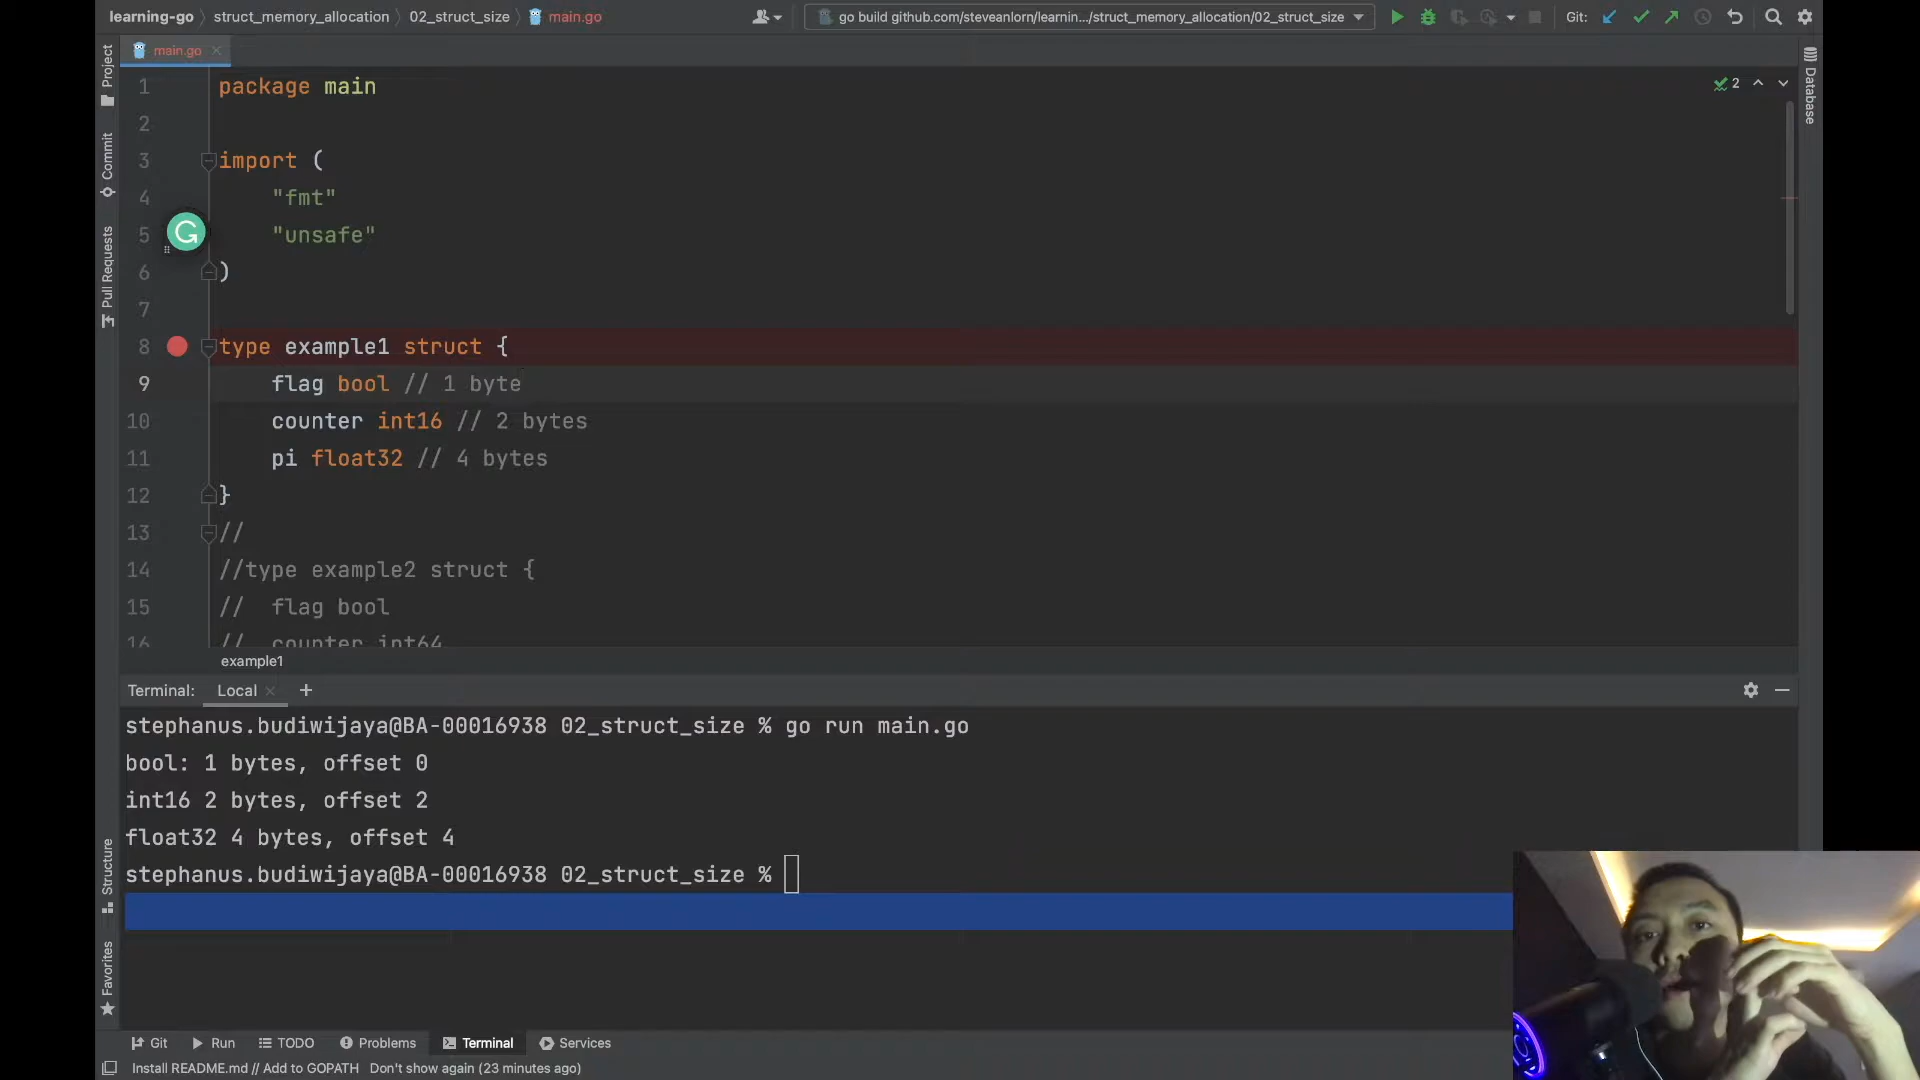 learning-go › struct_memory_allocation › 02_struct_size › main.go
go build github.com/steveanlorn/learnin.../struct_memory_allocation/02_struct_size
Git:
main.go
Project
Commit
Pull Requests
Structure
Favorites
Database
2
G
1 package main
2
3 import (
4 "fmt"
5 "unsafe"
6 )
7
8 type example1 struct {
9 flag bool // 1 byte
10 counter int16 // 2 bytes
11 pi float32 // 4 bytes
12 }
13 //
14 //type example2 struct {
15 // flag bool
16 // counter int64
example1
Terminal: Local × +
stephanus.budiwijaya@BA-00016938 02_struct_size % go run main.go
bool: 1 bytes, offset 0
int16 2 bytes, offset 2
float32 4 bytes, offset 4
stephanus.budiwijaya@BA-00016938 02_struct_size %
Git Run TODO Problems Terminal Services
Install README.md // Add to GOPATH Don't show again (23 minutes ago)